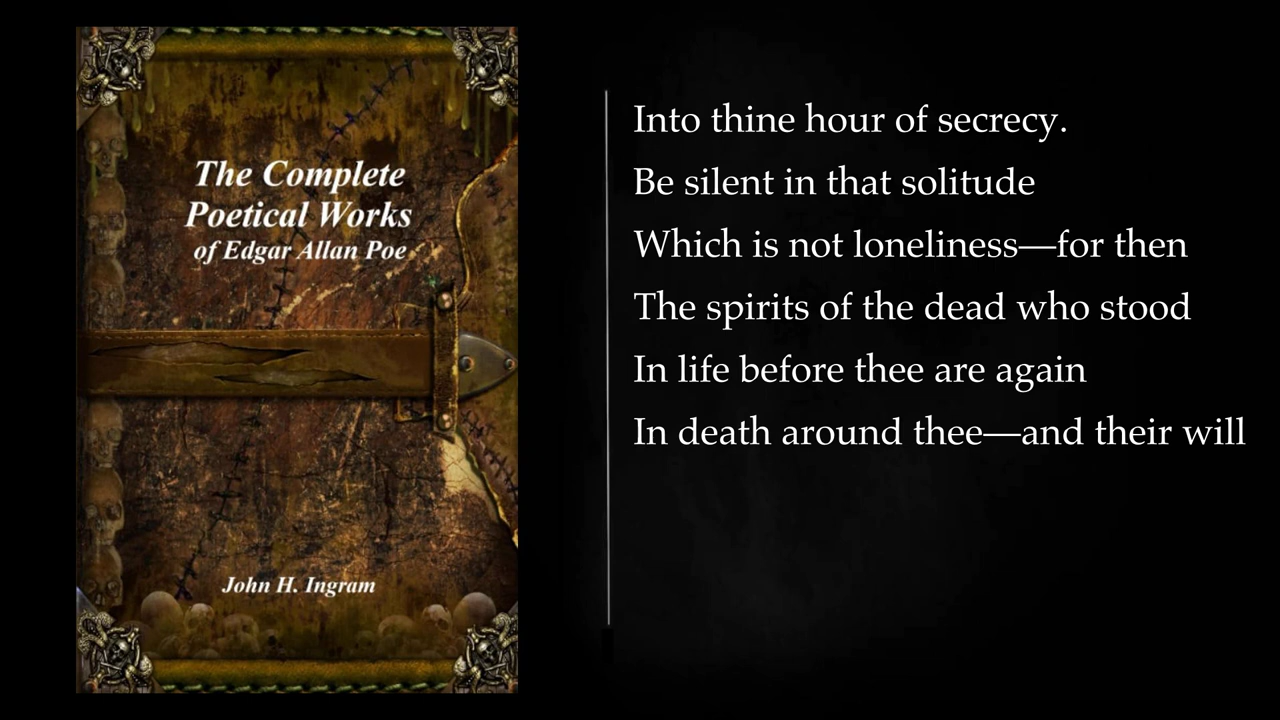 The Complete
Poetical Works
of Edgar Allan Poe
John H. Ingram
Into thine hour of secrecy.
Be silent in that solitude
Which is not loneliness—for then
The spirits of the dead who stood
In life before thee are again
In death around thee—and their will